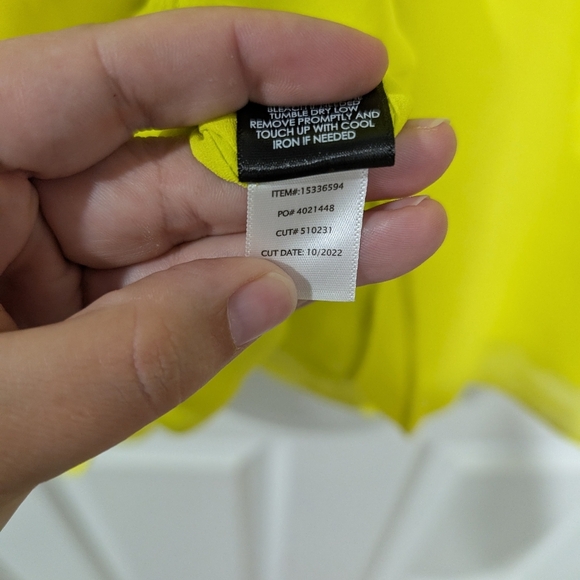 TUMBLE DRY LOW
REMOVE PROMPTLY AND
TOUCH UP WITH COOL
IRON IF NEEDED
ITEM#:15336594
PO# 4021448
CUT# 510231
CUT DATE: 10/2022